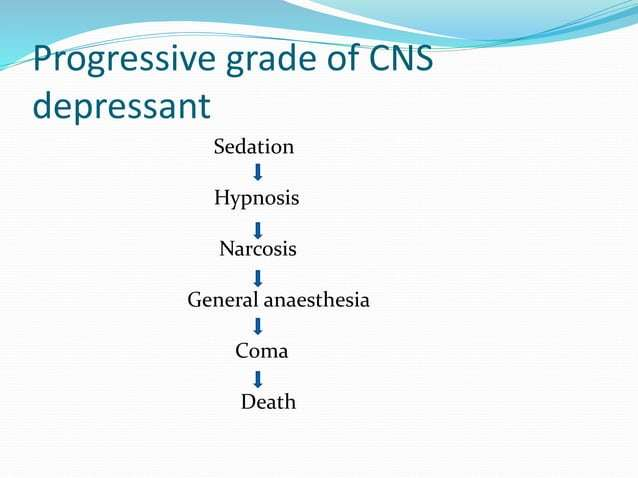 Progressive grade of CNS
depressant
Sedation
Hypnosis
Narcosis
General anaesthesia
Coma
Death